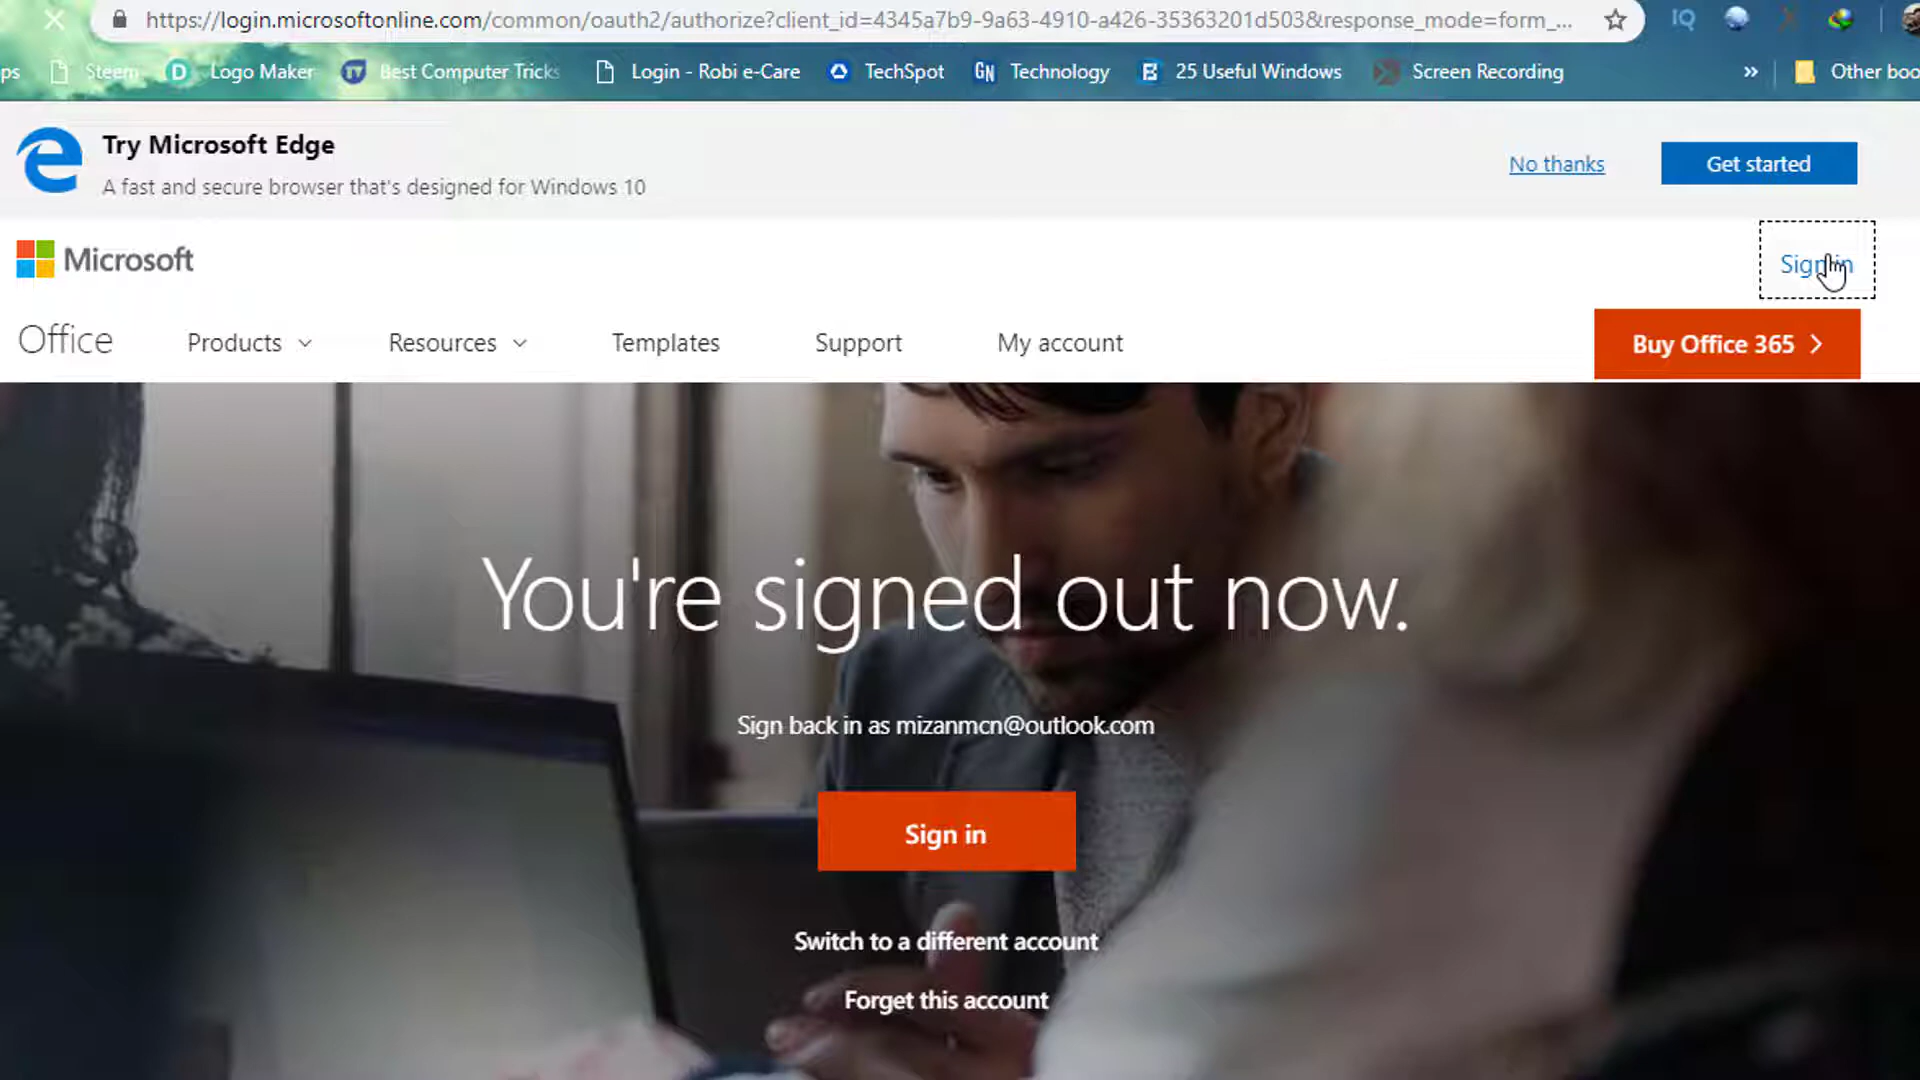 https://login.microsoftonline.com/common/oauth2/authorize?client_id=4345a7b9-9a63-4910-a426-35363201d503&response_mode=form_...
IQ
ps
Steem
D
Logo Maker
TV
Best Computer Tricks
Login - Robi e-Care
TechSpot
GN
Technology
25 Useful Windows
Screen Recording
»
Other boo
Try Microsoft Edge
A fast and secure browser that's designed for Windows 10
No thanks
Get started
Microsoft
Sign in
Office
Products
Resources
Templates
Support
My account
Buy Office 365
You're signed out now.
Sign back in as mizanmcn@outlook.com
Sign in
Switch to a different account
Forget this account